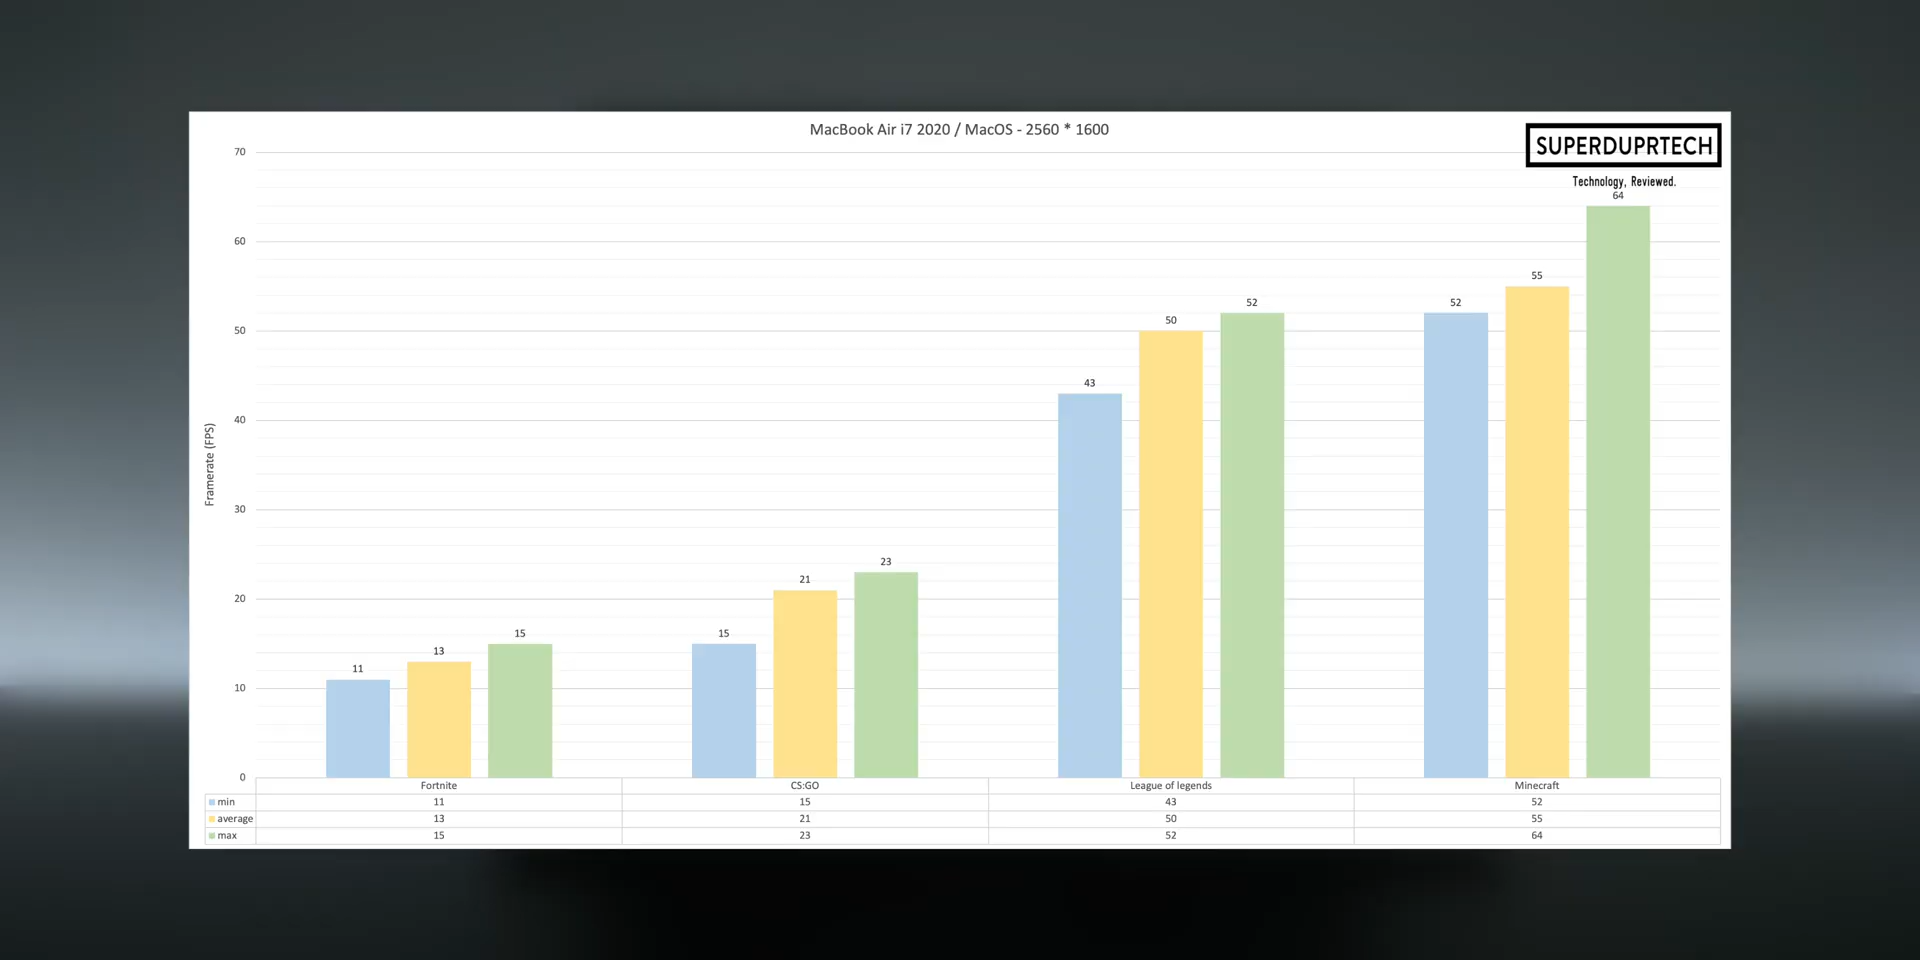 MacBook Air i7 2020 / MacOS - 2560 * 1600
SUPERDUPRTECH
Technology, Reviewed.
Framerate (FPS)
70
60
50
40
30
20
10
0
11
13
15
15
21
23
43
50
52
52
55
64
Fortnite CS:GO League of legends Minecraft
min 11 15 43 52
average 13 21 50 55
max 15 23 52 64